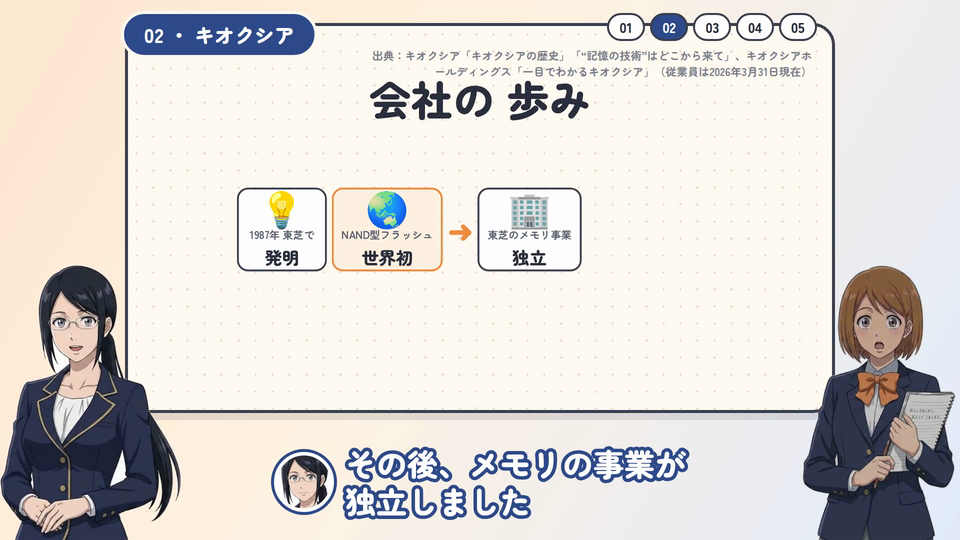 02 ・ キオクシア
01 02 03 04 05
出典：キオクシア「キオクシアの歴史」「“記憶の技術”はどこから来て」、キオクシアホ
ールディングス「一目でわかるキオクシア」（従業員は2026年3月31日現在）
会社の 歩み
1987年 東芝で
発明
NAND型フラッシュ
世界初
➜
東芝のメモリ事業
独立
その後、メモリの事業が
独立しました